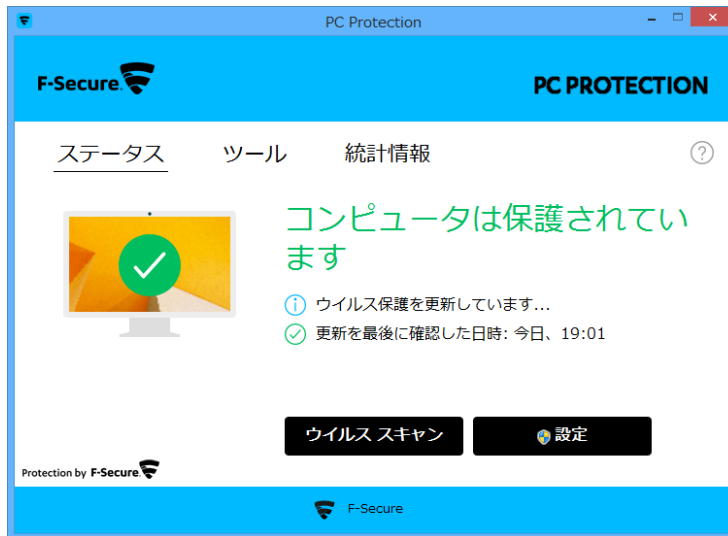 PC Protection
F-Secure.
PC PROTECTION
ステータス ツール 統計情報 ?
コンピュータは保護されてい
ます
ウイルス保護を更新しています...
更新を最後に確認した日時: 今日、19:01
ウイルス スキャン 設定
Protection by F-Secure.
F-Secure